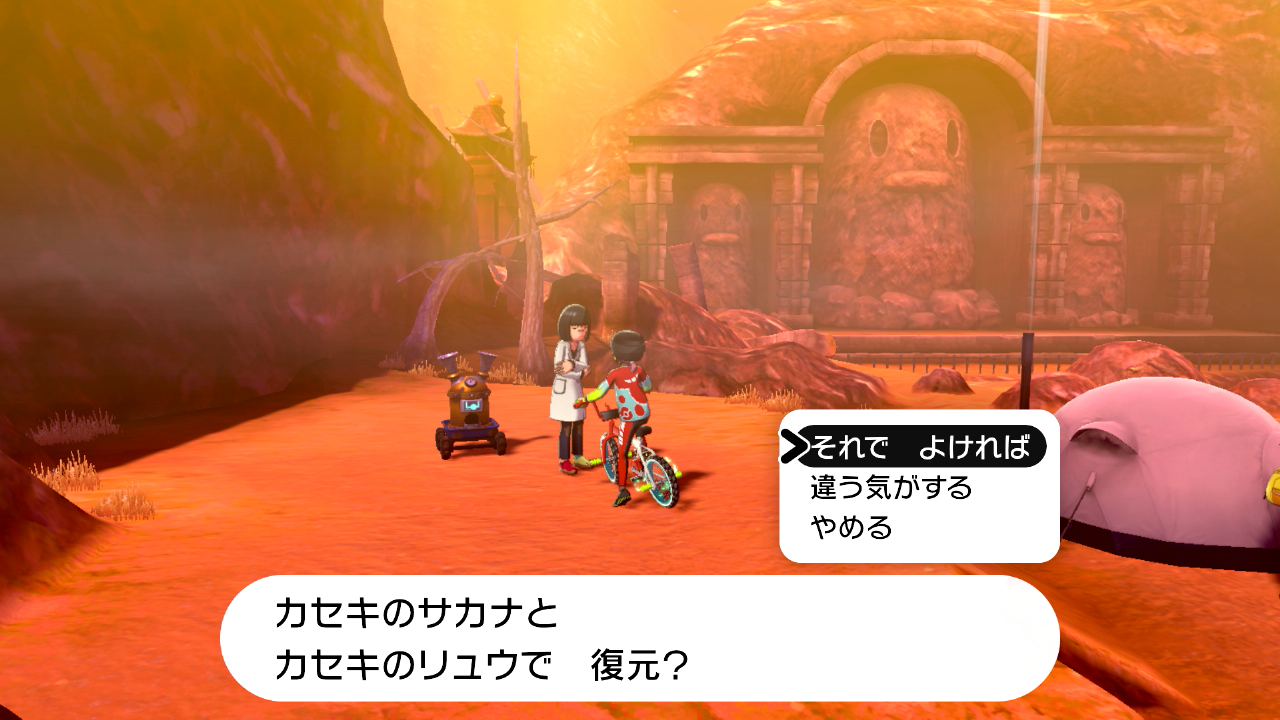 それで　よければ
違う気がする
やめる
カセキのサカナと
カセキのリュウで　復元？